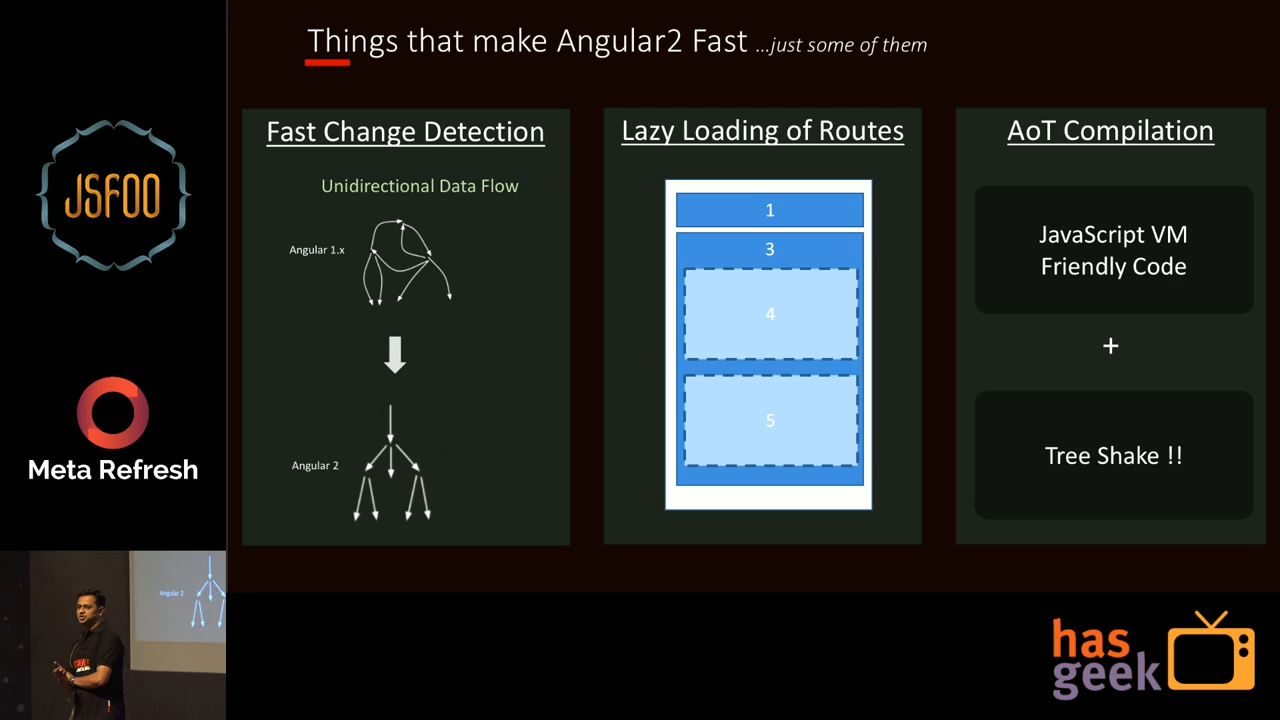 Things that make Angular2 Fast ...just some of them
JSFOO
Meta Refresh
Fast Change Detection
Unidirectional Data Flow
Angular 1.x
Angular 2
Lazy Loading of Routes
1
3
4
5
AoT Compilation
JavaScript VM
Friendly Code
+
Tree Shake !!
Angular 2
has
geek